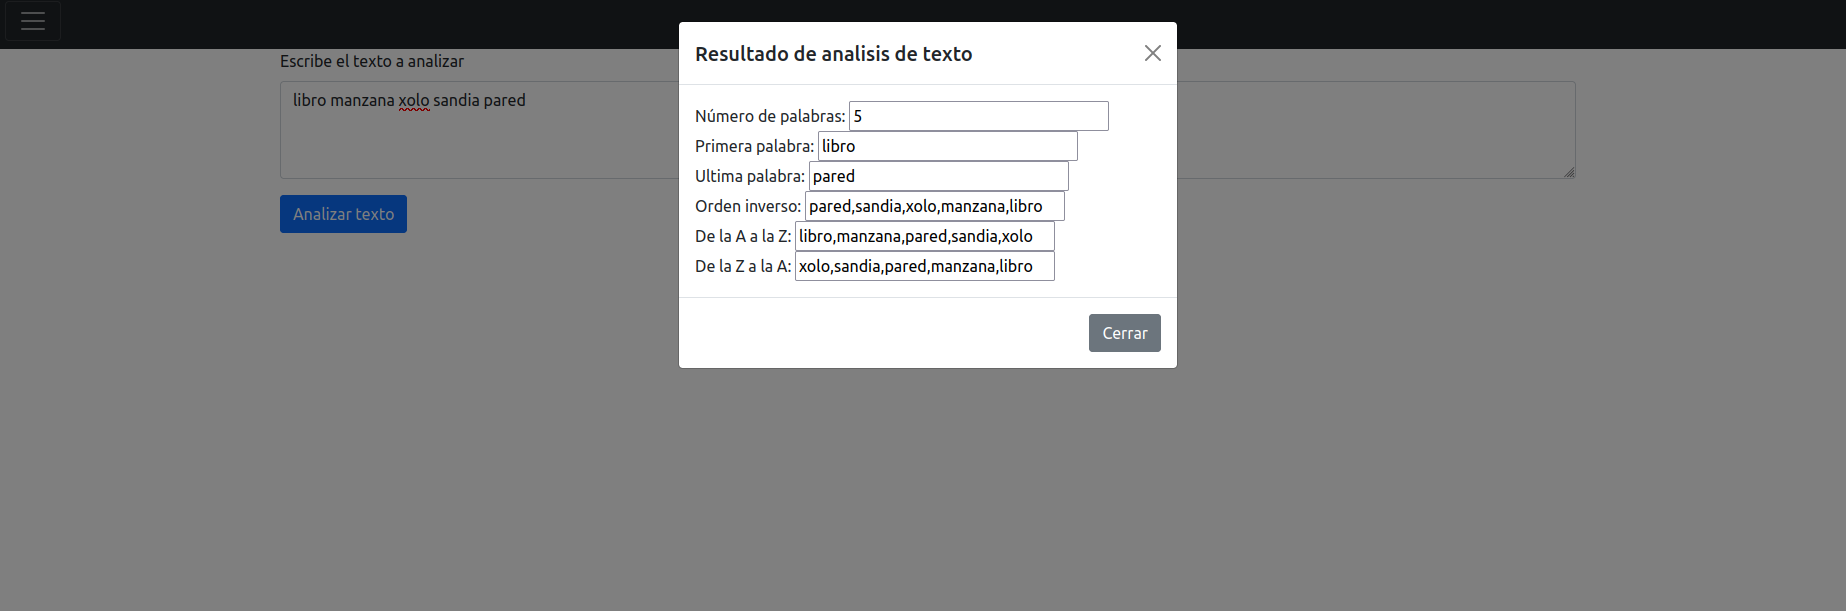 Escribe el texto a analizar
libro manzana xolo sandia pared
Analizar texto
Resultado de analisis de texto
Número de palabras: 5
Primera palabra: libro
Ultima palabra: pared
Orden inverso: pared,sandia,xolo,manzana,libro
De la A a la Z: libro,manzana,pared,sandia,xolo
De la Z a la A: xolo,sandia,pared,manzana,libro
Cerrar